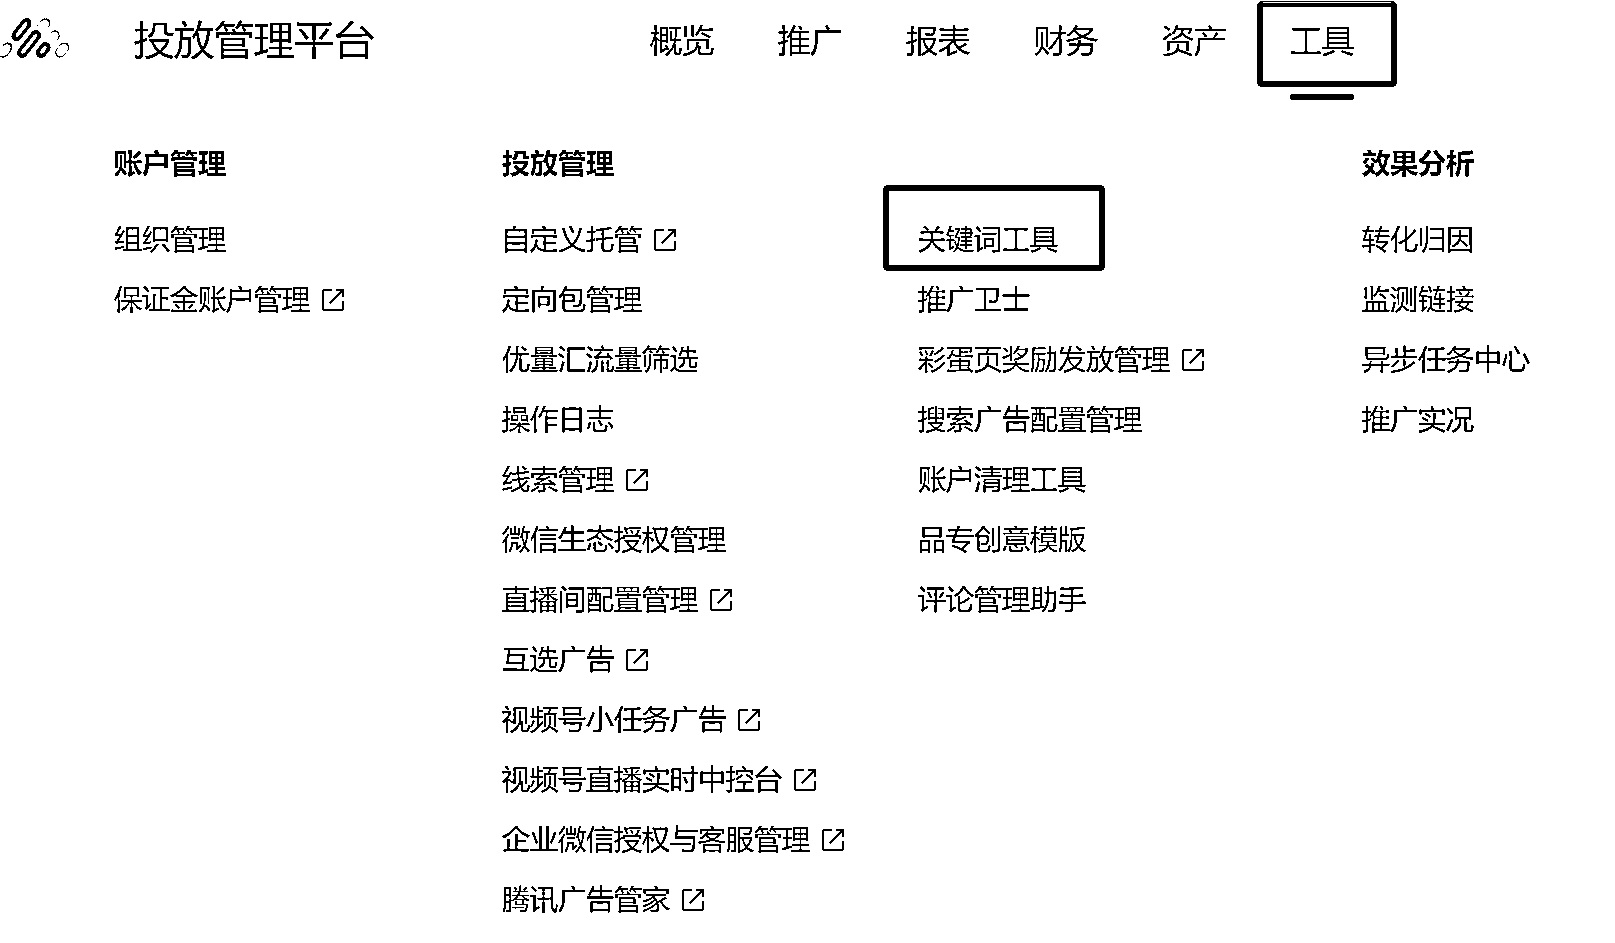 投放管理平台 概览 推广 报表 财务 资产 工具
账户管理
组织管理
保证金账户管理
投放管理
自定义托管
定向包管理
优量汇流量筛选
操作日志
线索管理
微信生态授权管理
直播间配置管理
互选广告
视频号小任务广告
视频号直播实时中控台
企业微信授权与客服管理
腾讯广告管家
关键词工具
推广卫士
彩蛋页奖励发放管理
搜索广告配置管理
账户清理工具
品专创意模版
评论管理助手
效果分析
转化归因
监测链接
异步任务中心
推广实况